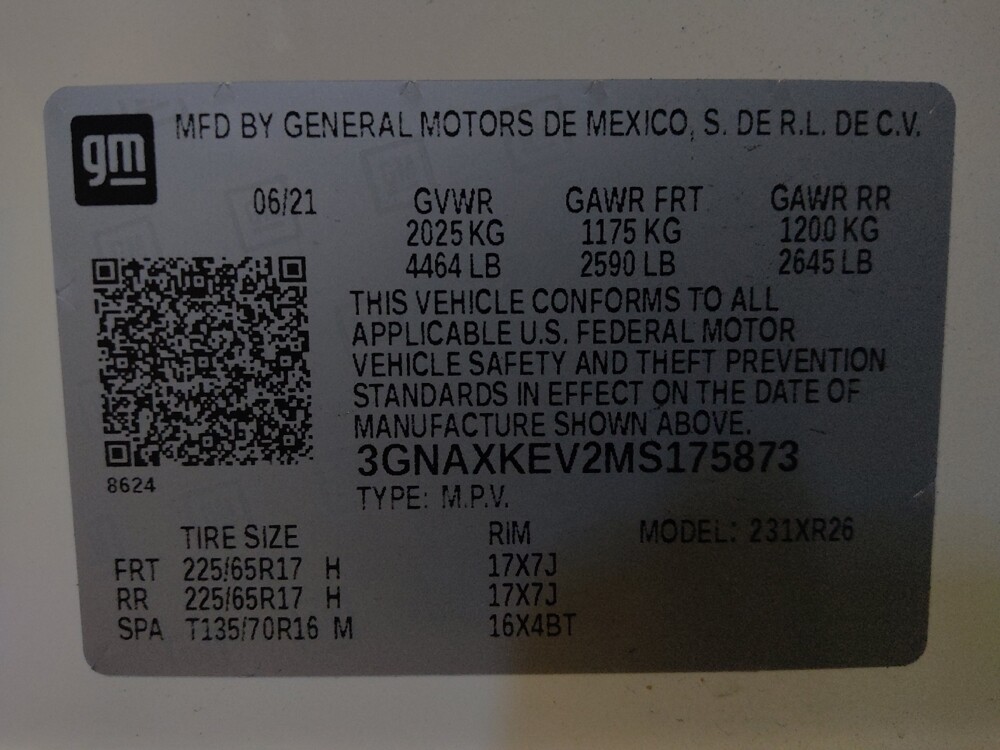 gm
MFD BY GENERAL MOTORS DE MEXICO, S. DE R.L. DE C.V.
06/21 GVWR GAWR FRT GAWR RR
2025 KG 1175 KG 1200 KG
4464 LB 2590 LB 2645 LB
THIS VEHICLE CONFORMS TO ALL
APPLICABLE U.S. FEDERAL MOTOR
VEHICLE SAFETY AND THEFT PREVENTION
STANDARDS IN EFFECT ON THE DATE OF
MANUFACTURE SHOWN ABOVE.
3GNAXKEV2MS175873
8624
TYPE: M.P.V.
TIRE SIZE RIM MODEL: 231XR26
FRT 225/65R17 H 17X7J
RR 225/65R17 H 17X7J
SPA T135/70R16 M 16X4BT